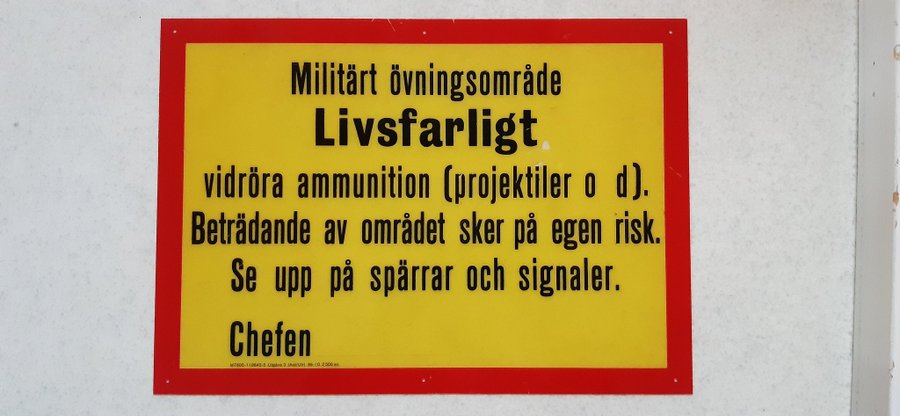 Militärt övningsområde
Livsfarligt
vidröra ammunition (projektiler o d).
Beträdande av området sker på egen risk.
Se upp på spärrar och signaler.
Chefen